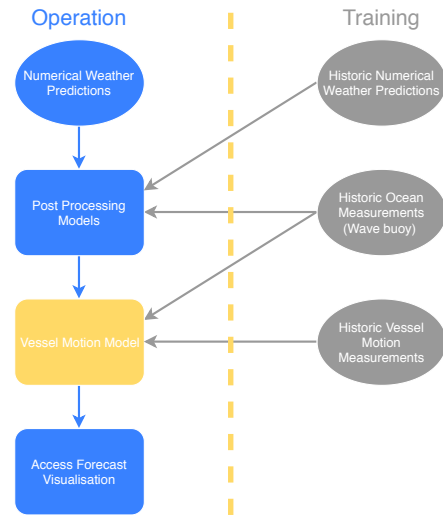 Operation
Training
Numerical Weather
Predictions
Historic Numerical
Weather Predictions
Post Processing
Models
Historic Ocean
Measurements
(Wave buoy)
Vessel Motion Model
Historic Vessel
Motion
Measurements
Access Forecast
Visualisation